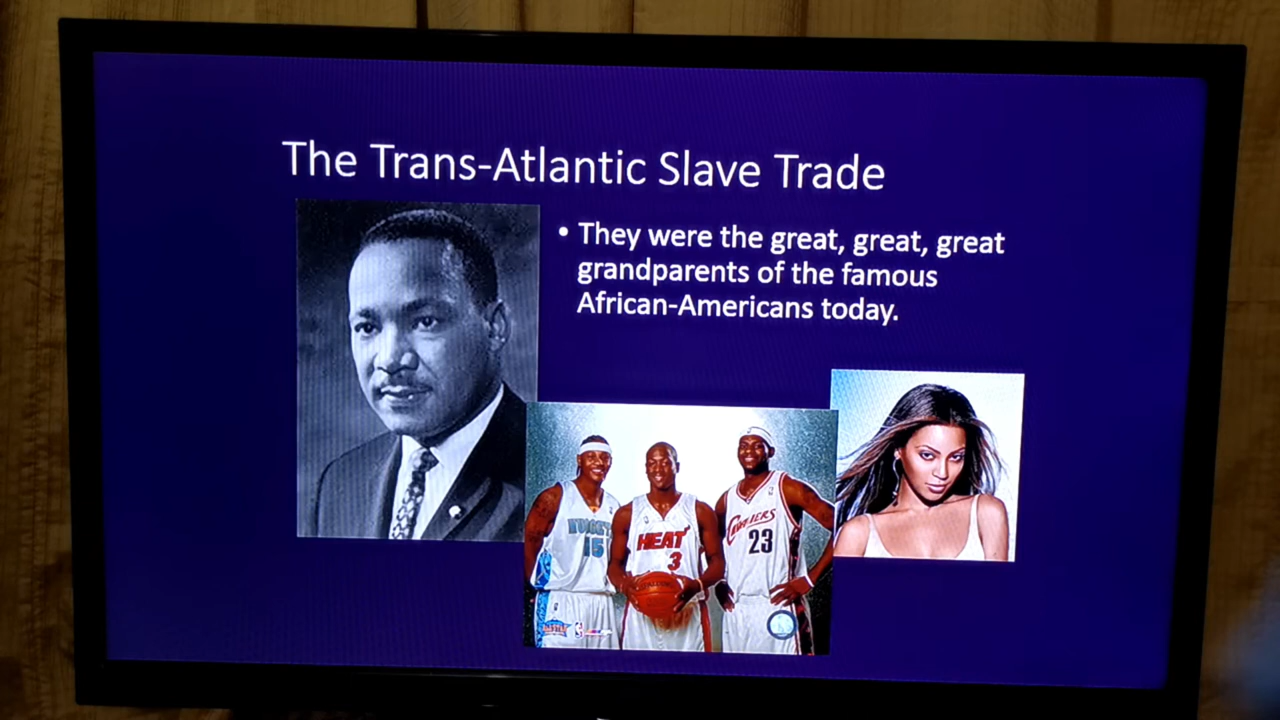 The Trans-Atlantic Slave Trade
• They were the great, great, great
grandparents of the famous
African-Americans today.
NUGGETS
15
HEAT
3
CAVALIERS
23